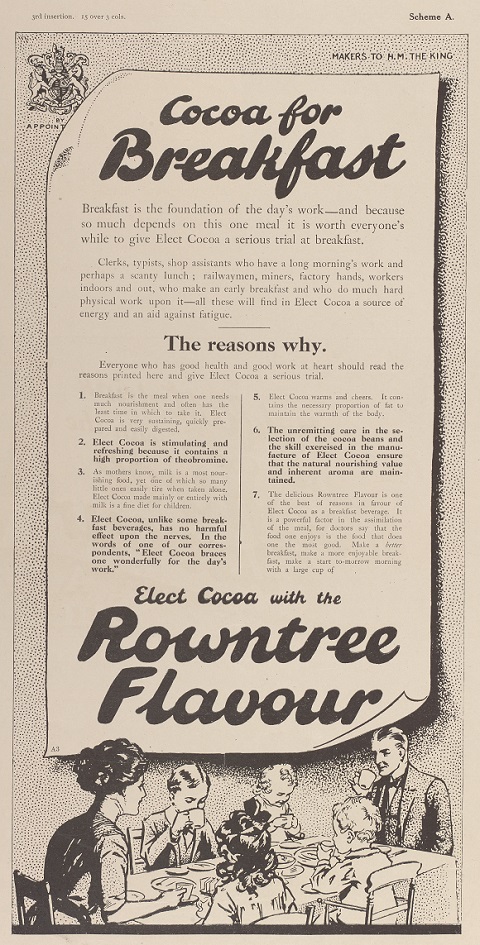 3rd insertion. 15 over 3 cols.
Scheme A.
MAKERS TO H.M. THE KING
BY
APPOINT
Cocoa for
Breakfast
Breakfast is the foundation of the day's work—and because
so much depends on this one meal it is worth everyone's
while to give Elect Cocoa a serious trial at breakfast.
Clerks, typists, shop assistants who have a long morning's work and
perhaps a scanty lunch; railwaymen, miners, factory hands, workers
indoors and out, who make an early breakfast and who do much hard
physical work upon it—all these will find in Elect Cocoa a source of
energy and an aid against fatigue.
The reasons why.
Everyone who has good health and good work at heart should read the
reasons printed here and give Elect Cocoa a serious trial.
1. Breakfast is the meal when one needs
much nourishment and often has the
least time in which to take it. Elect
Cocoa is very sustaining, quickly pre-
pared and easily digested.
2. Elect Cocoa is stimulating and
refreshing because it contains a
high proportion of theobromine.
3. As mothers know, milk is a most nour-
ishing food, yet one of which so many
little ones easily tire when taken alone.
Elect Cocoa made mainly or entirely with
milk is a fine diet for children.
4. Elect Cocoa, unlike some break-
fast beverages, has no harmful
effect upon the nerves. In the
words of one of our corres-
pondents, "Elect Cocoa braces
one wonderfully for the day's
work."
5. Elect Cocoa warms and cheers. It con-
tains the necessary proportion of fat to
maintain the warmth of the body.
6. The unremitting care in the se-
lection of the cocoa beans and
the skill exercised in the manu-
facture of Elect Cocoa ensure
that the natural nourishing value
and inherent aroma are main-
tained.
7. The delicious Rowntree Flavour is one
of the best of reasons in favour of
Elect Cocoa as a breakfast beverage. It
is a powerful factor in the assimilation
of the meal, for doctors say that the
food one enjoys is the food that does
one the most good. Make a better
breakfast, make a more enjoyable break-
fast, make a start to-morrow morning
with a large cup of
Elect Cocoa with the
Rowntree
Flavour
A3